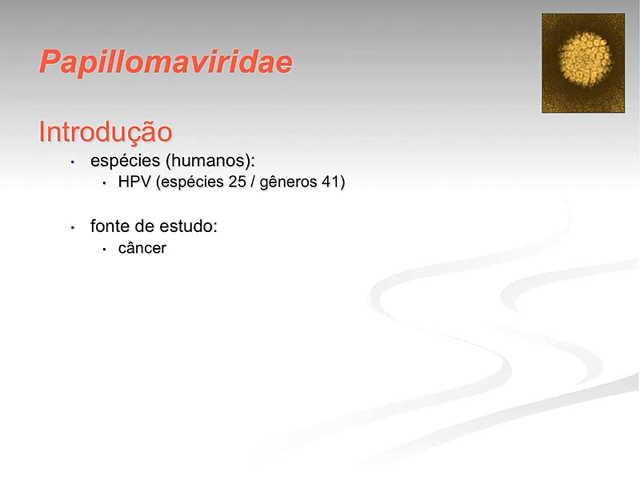 Papillomaviridae
Introdução
• espécies (humanos):
• HPV (espécies 25 / gêneros 41)
• fonte de estudo:
• câncer